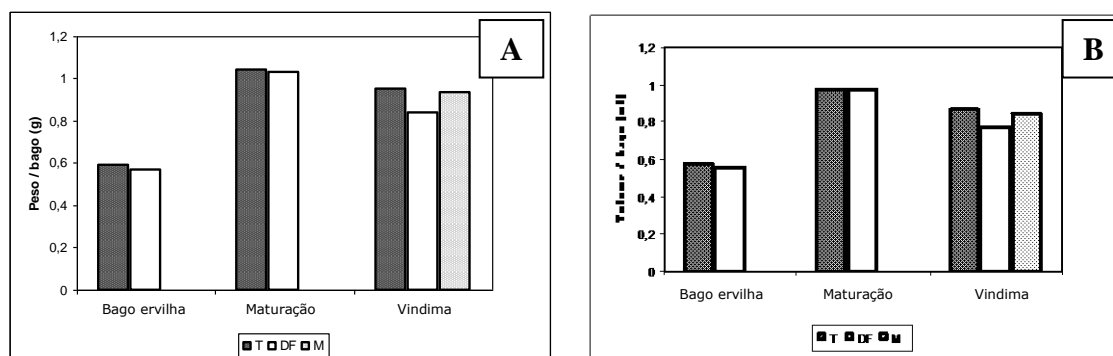 A
1,2
1
0,8
0,6
0,4
0,2
0
Peso / bago (g)
Bago ervilha Maturação Vindima
T DF M
B
1,2
1
0,8
0,6
0,4
0,2
0
/ bago
Bago ervilha Maturação Vindima
T DF M